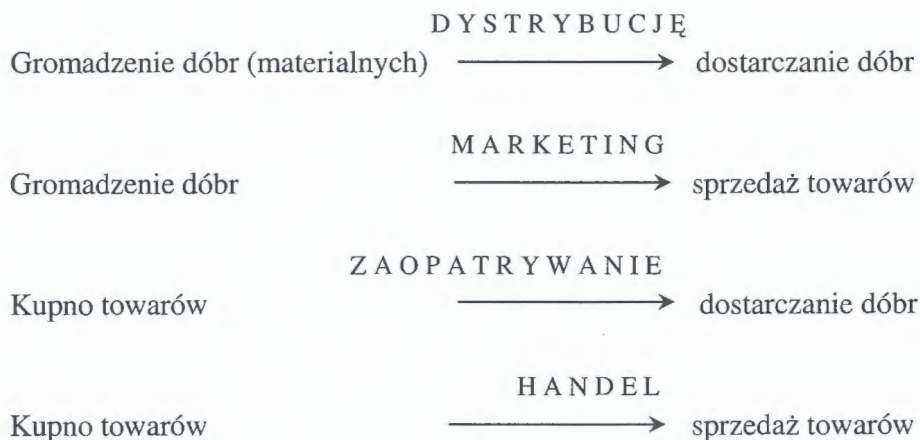 DYSTRYBUCJĘ
Gromadzenie dóbr (materialnych) dostarczanie dóbr
MARKETING
Gromadzenie dóbr sprzedaż towarów
ZAOPATRYWANIE
Kupno towarów dostarczanie dóbr
HANDEL
Kupno towarów sprzedaż towarów